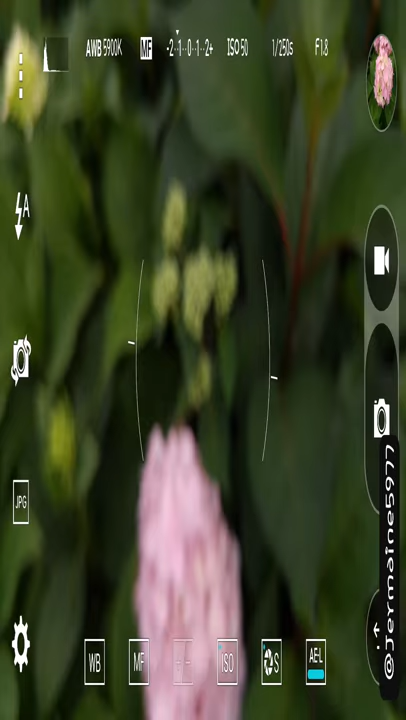 AWB 5900K MF -2··1··0··1··2+ ISO 50 1/250s F1.8
A
JPG
WB MF +/- ISO S AE-L
@Jermaine5977